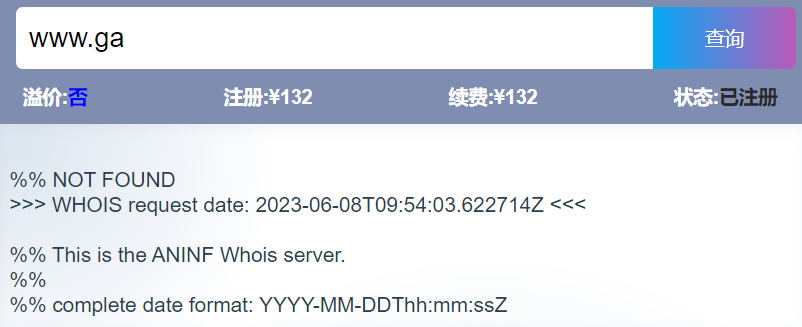 www.ga
查询
溢价:否 注册:¥132 续费:¥132 状态:已注册
%% NOT FOUND
>>> WHOIS request date: 2023-06-08T09:54:03.622714Z <<<
%% This is the ANINF Whois server.
%%
%% complete date format: YYYY-MM-DDThh:mm:ssZ